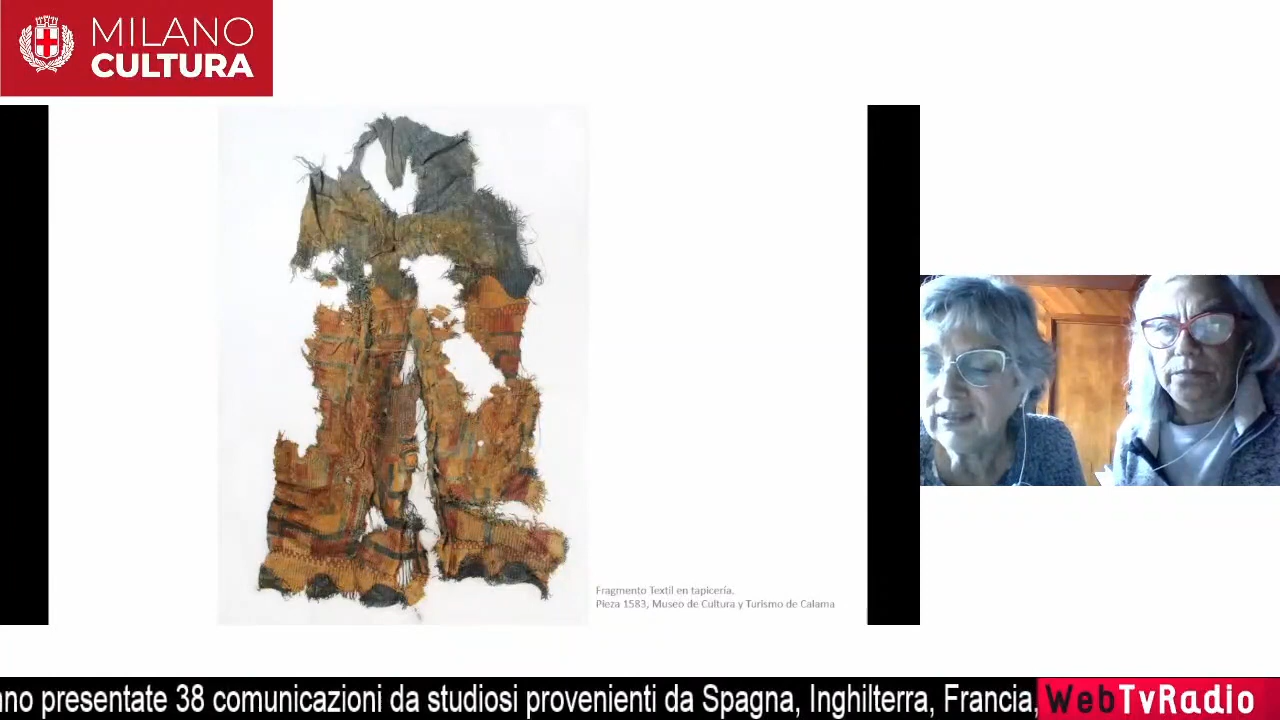 MILANO
CULTURA
Fragmento Textil en tapicería.
Pieza 1583, Museo de Cultura y Turismo de Calama
nno presentate 38 comunicazioni da studiosi provenienti da Spagna, Inghilterra, Francia,
WebTvRadio